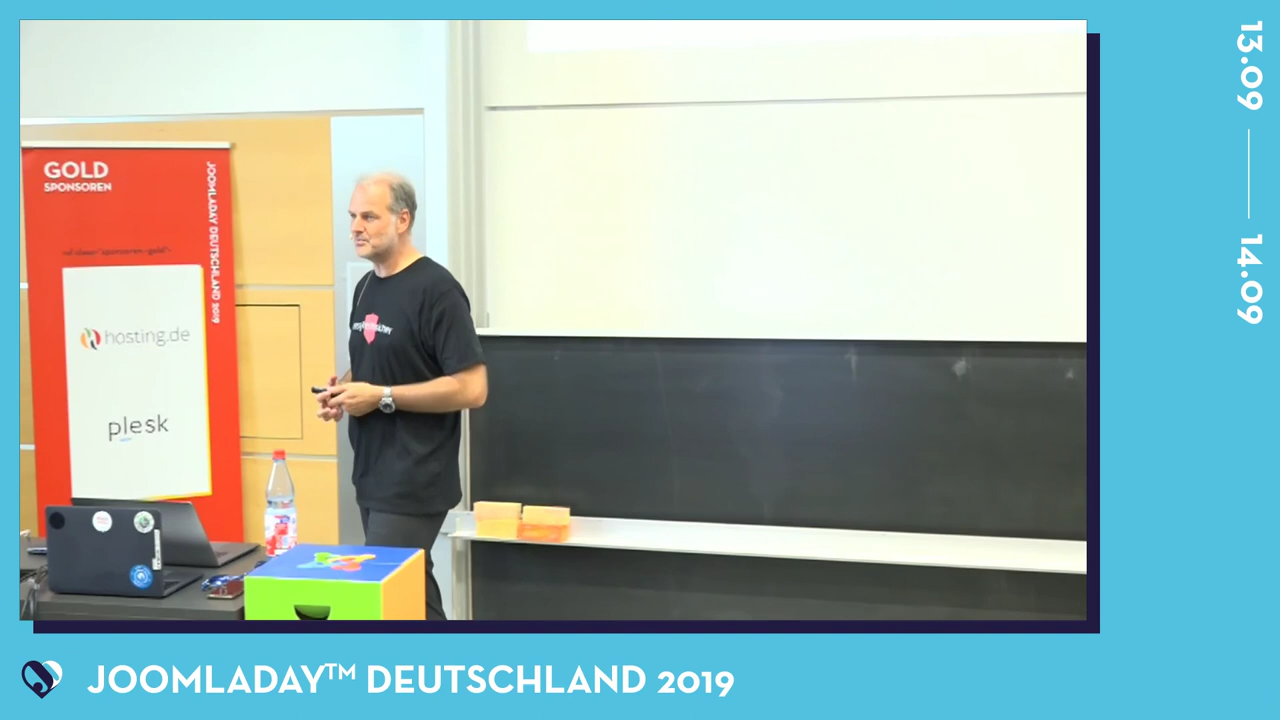 GOLD
SPONSOREN
JOOMLADAY DEUTSCHLAND 2019
hosting.de
plesk
13.09
14.09
JOOMLADAY™ DEUTSCHLAND 2019